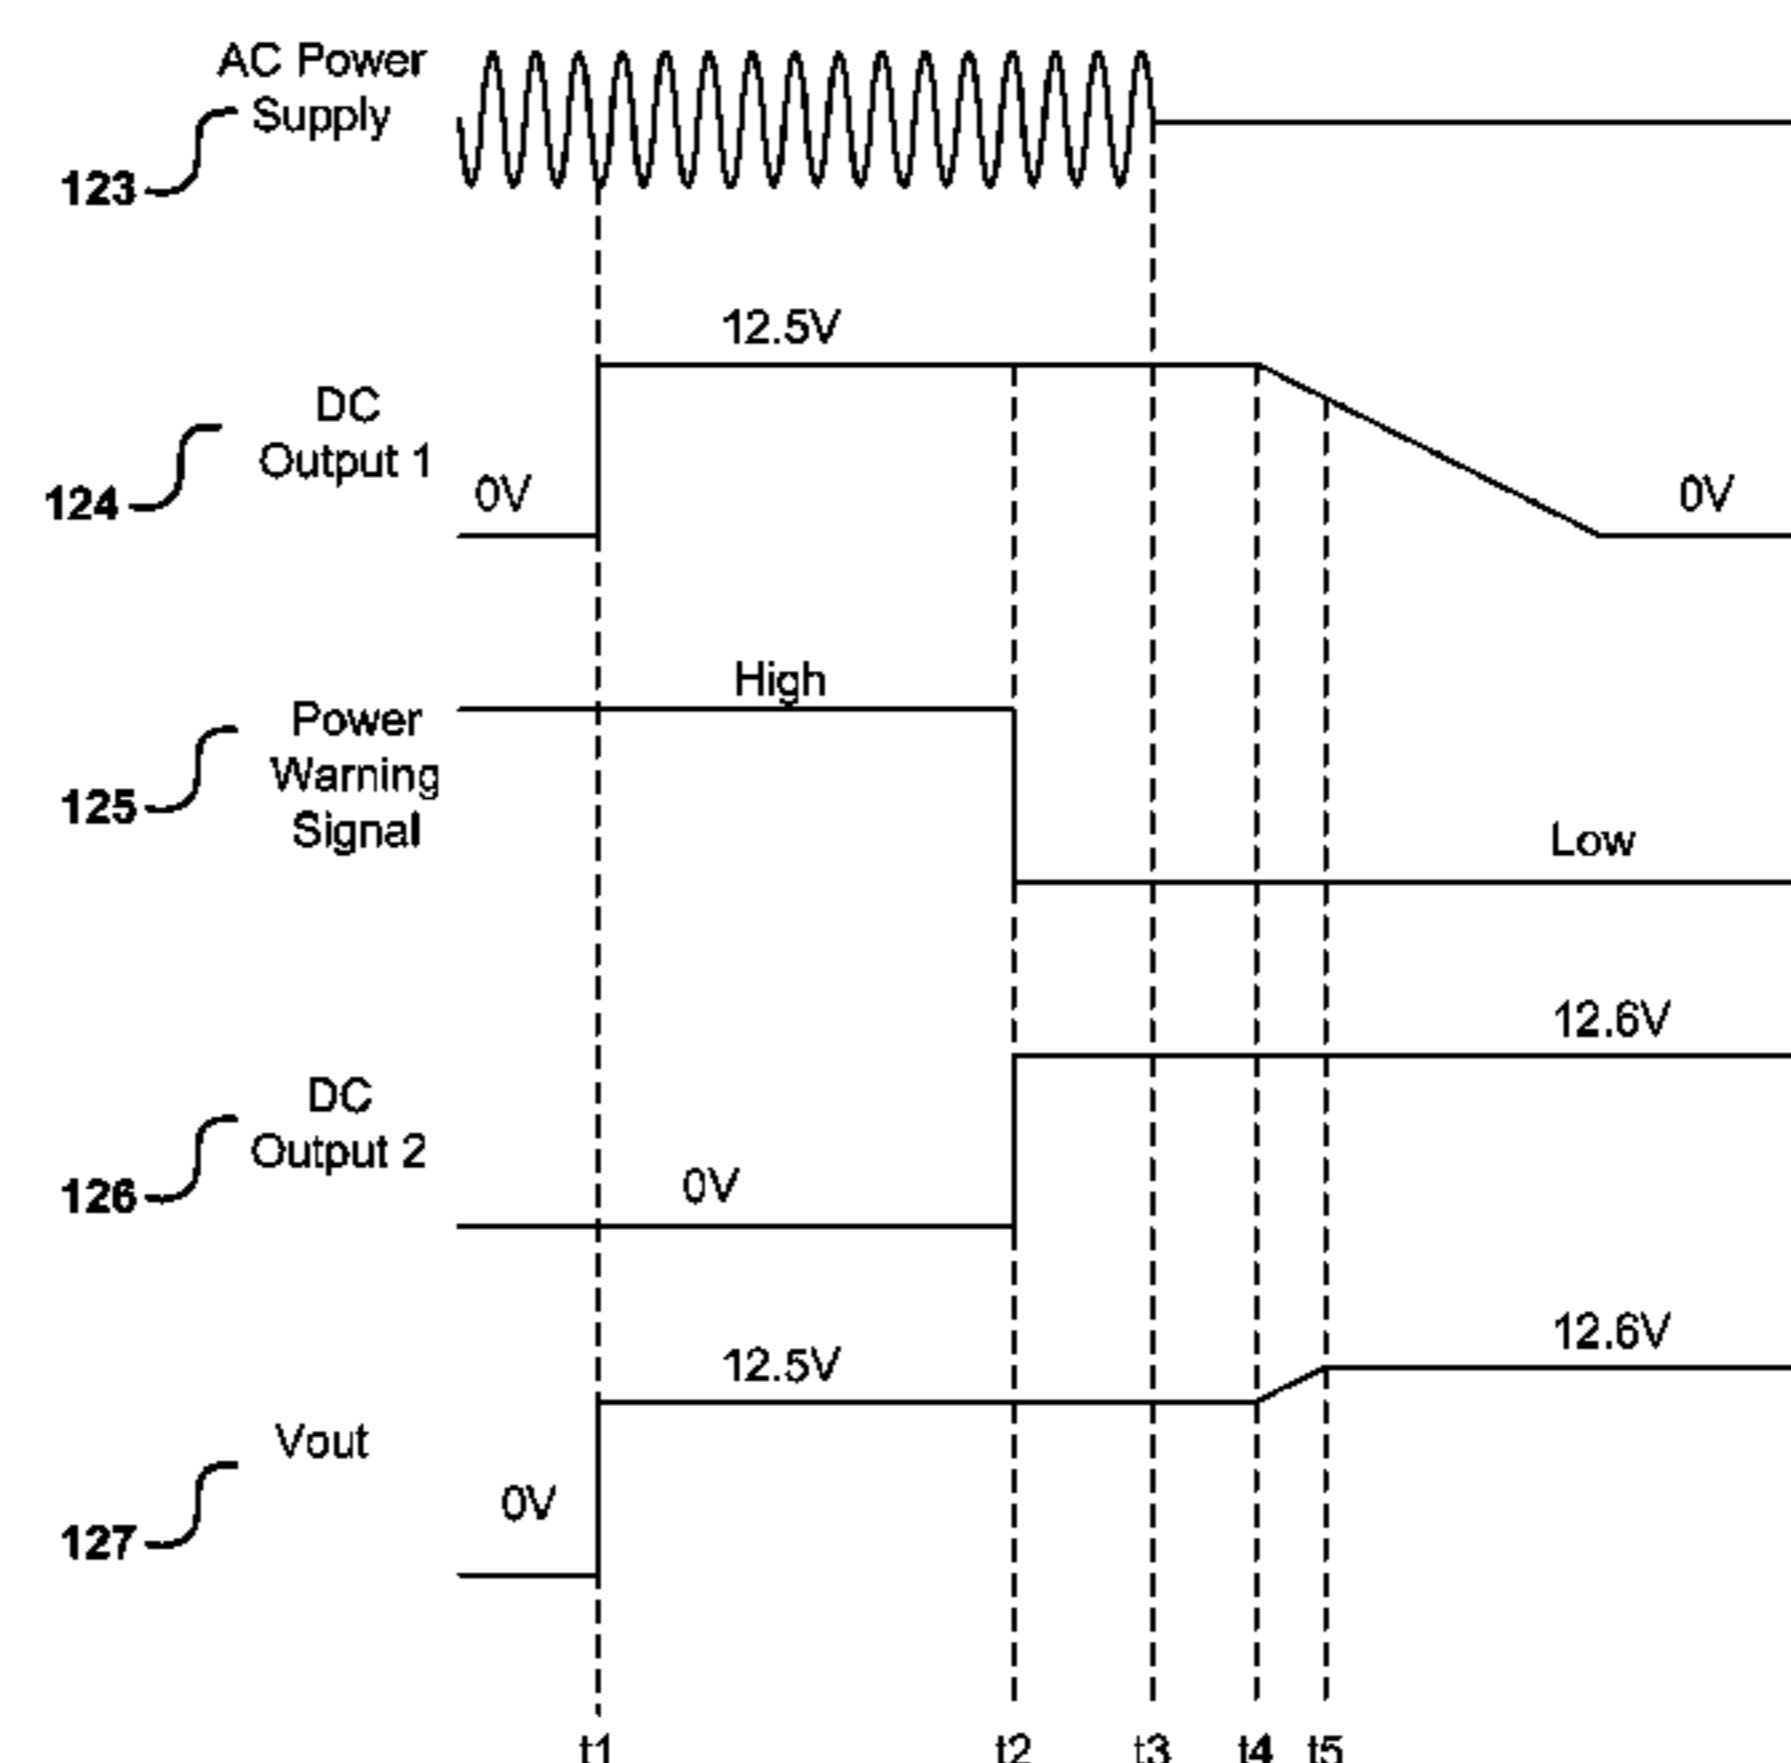 AC Power
Supply
123
12.5V
DC
Output 1
124
0V
0V
High
Power
Warning
Signal
125
Low
12.6V
DC
Output 2
126
0V
12.6V
12.5V
Vout
0V
127
t1
t2
t3
t4
t5